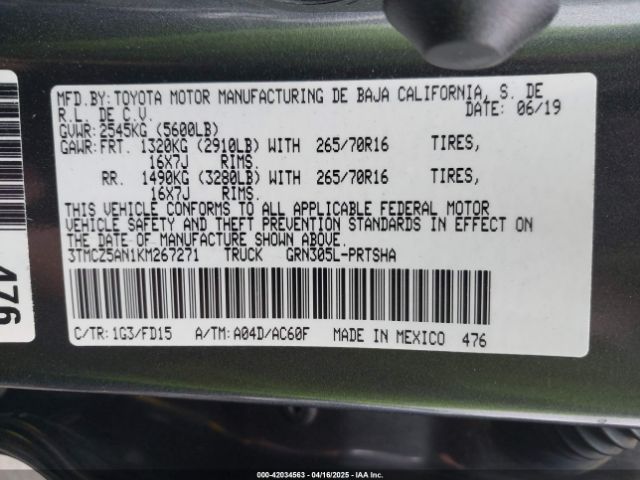 MFD.BY:TOYOTA MOTOR MANUFACTURING DE BAJA CALIFORNIA, S. DE
R.L. DE C.V. DATE: 06/19
GVWR:2545KG (5600LB)
GAWR:FRT. 1320KG (2910LB) WITH 265/70R16 TIRES,
16X7J RIMS.
RR. 1490KG (3280LB) WITH 265/70R16 TIRES,
16X7J RIMS.
THIS VEHICLE CONFORMS TO ALL APPLICABLE FEDERAL MOTOR
VEHICLE SAFETY AND THEFT PREVENTION STANDARDS IN EFFECT ON
THE DATE OF MANUFACTURE SHOWN ABOVE.
3TMCZ5AN1KM267271 TRUCK GRN305L-PRTSHA
C/TR:1G3/FD15 A/TM:A04D/AC60F MADE IN MEXICO 476
476
000-42034563 - 04/16/2025 - IAAI.COM